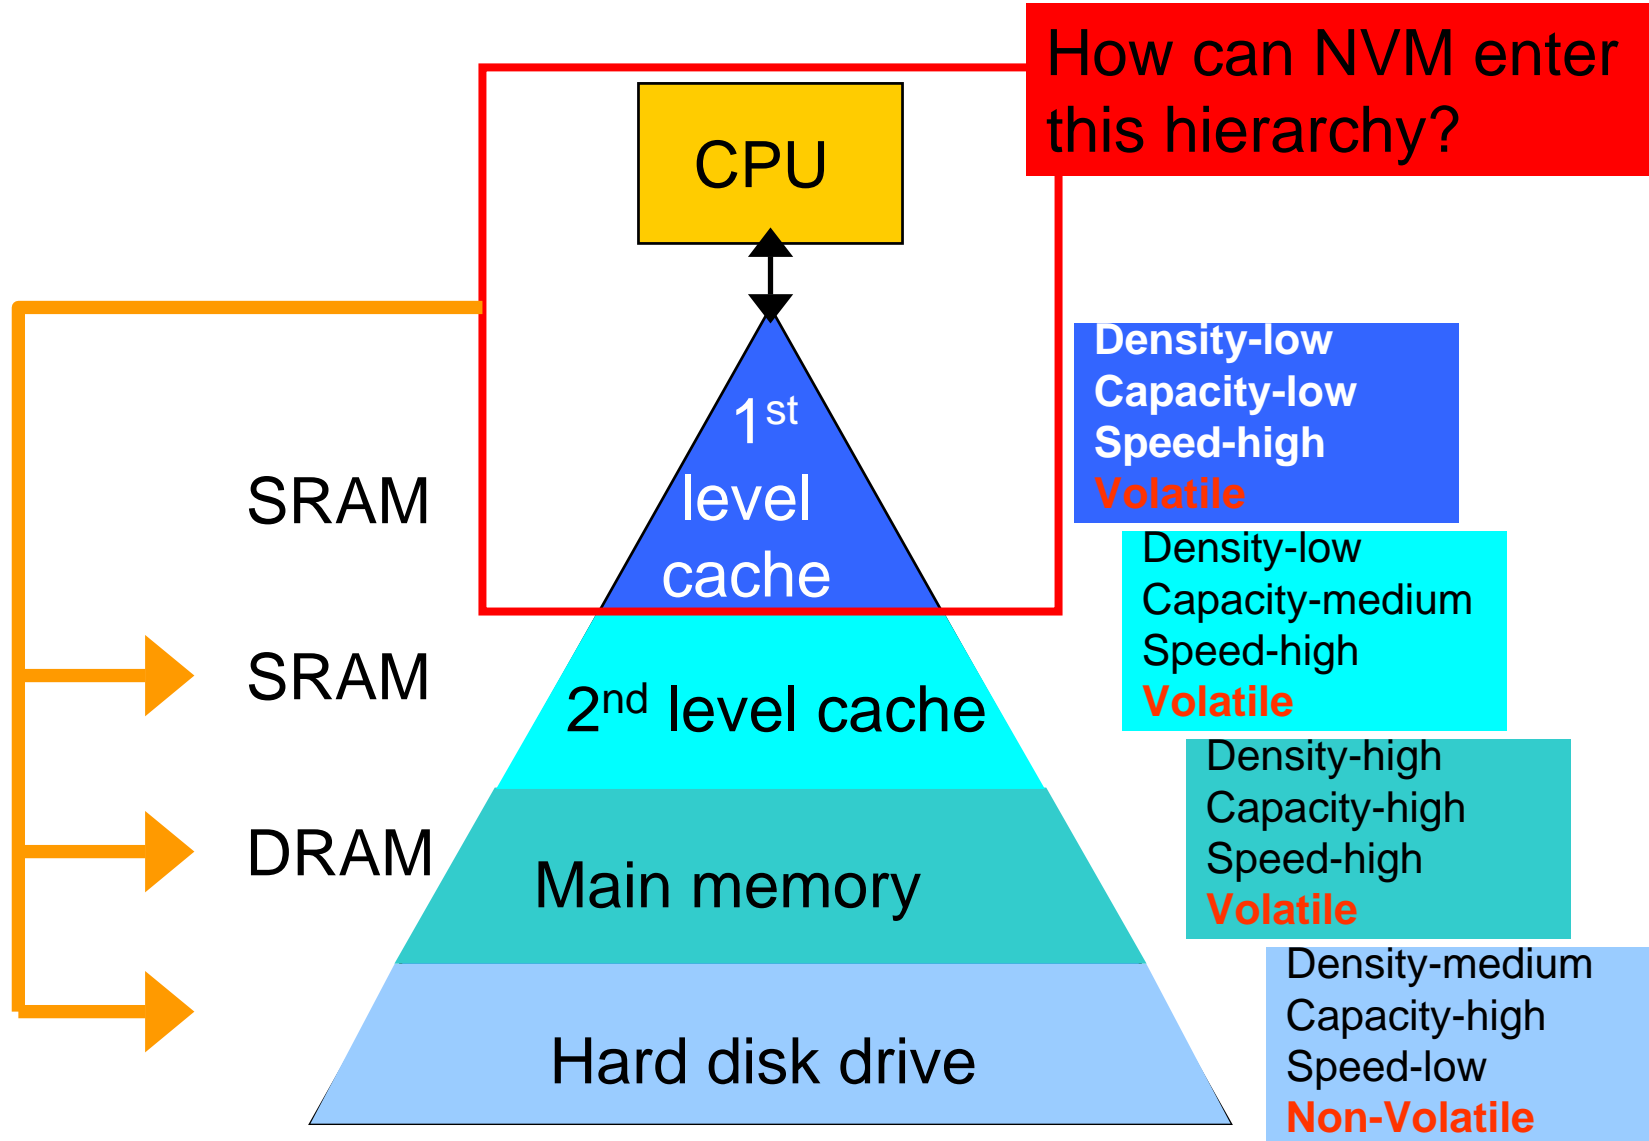 How can NVM enter
this hierarchy?
CPU
Density-low
Capacity-low
Speed-high
Volatile
1st
level
cache
SRAM
Density-low
Capacity-medium
Speed-high
Volatile
SRAM
2nd level cache
Density-high
Capacity-high
Speed-high
Volatile
DRAM
Main memory
Density-medium
Capacity-high
Speed-low
Non-Volatile
Hard disk drive